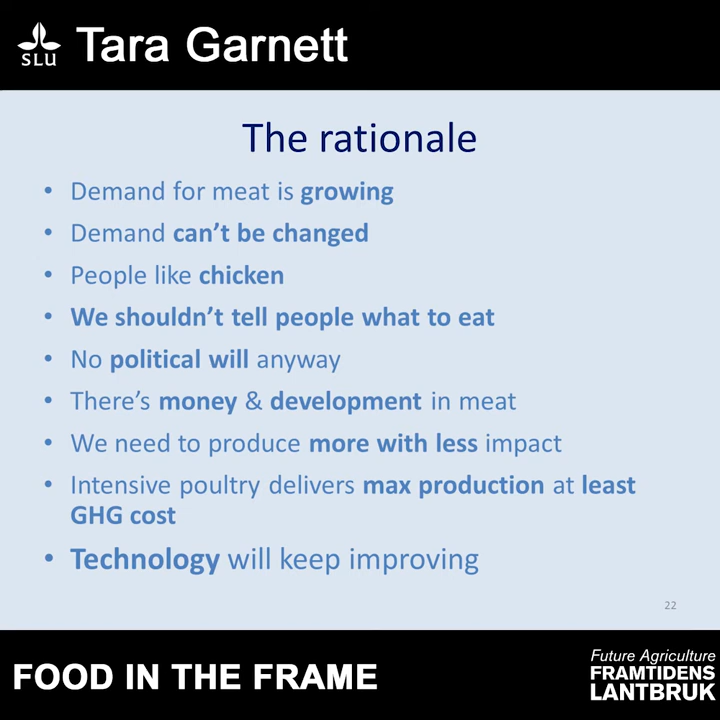 SLU
Tara Garnett
The rationale
• Demand for meat is growing
• Demand can’t be changed
• People like chicken
• We shouldn’t tell people what to eat
• No political will anyway
• There’s money & development in meat
• We need to produce more with less impact
• Intensive poultry delivers max production at least
GHG cost
• Technology will keep improving
22
FOOD IN THE FRAME
Future Agriculture
FRAMTIDENS
LANTBRUK